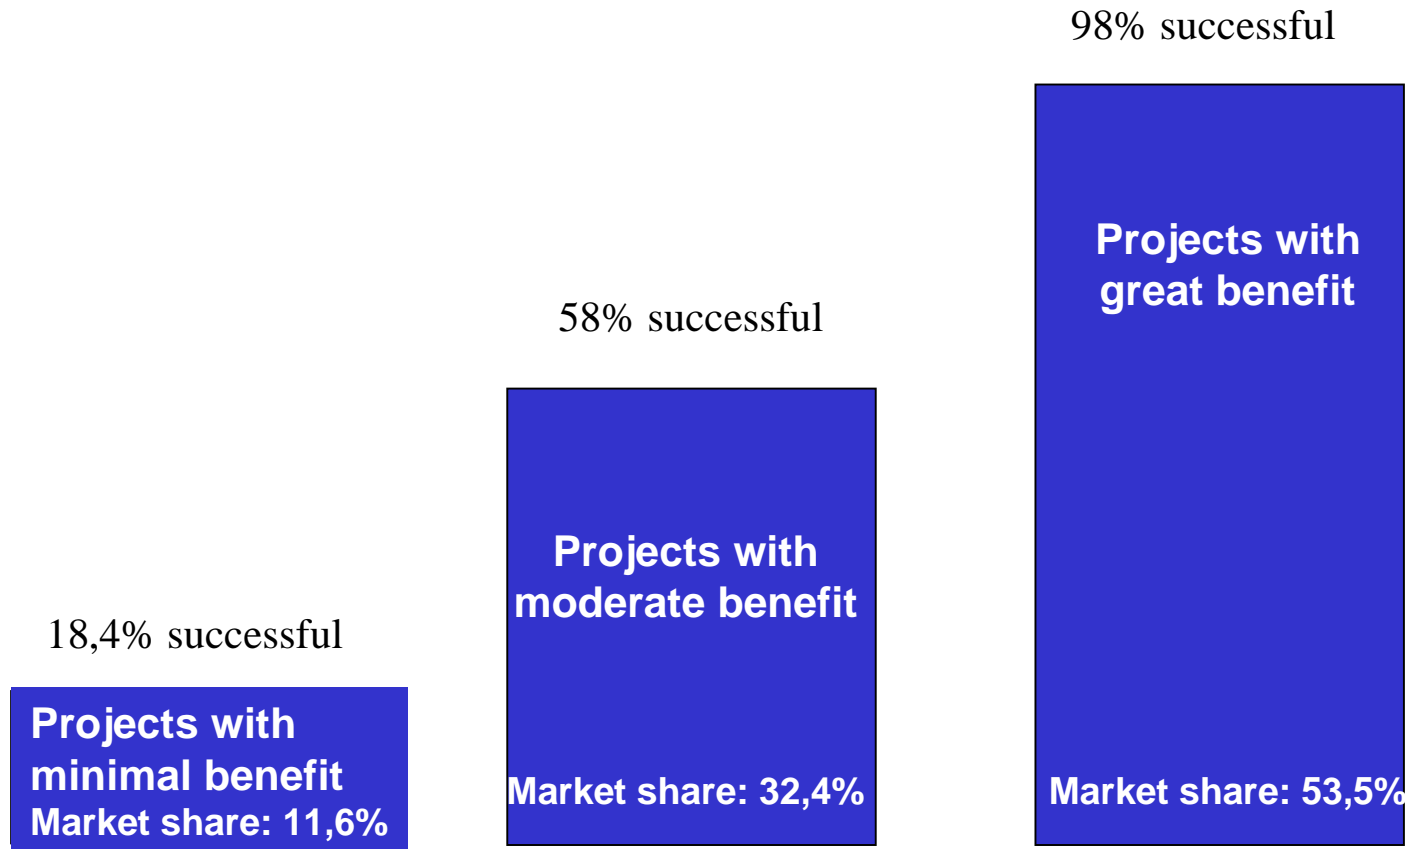 98% successful
Projects with
great benefit
58% successful
Projects with
moderate benefit
18,4% successful
Projects with
minimal benefit
Market share: 11,6%
Market share: 32,4%
Market share: 53,5%